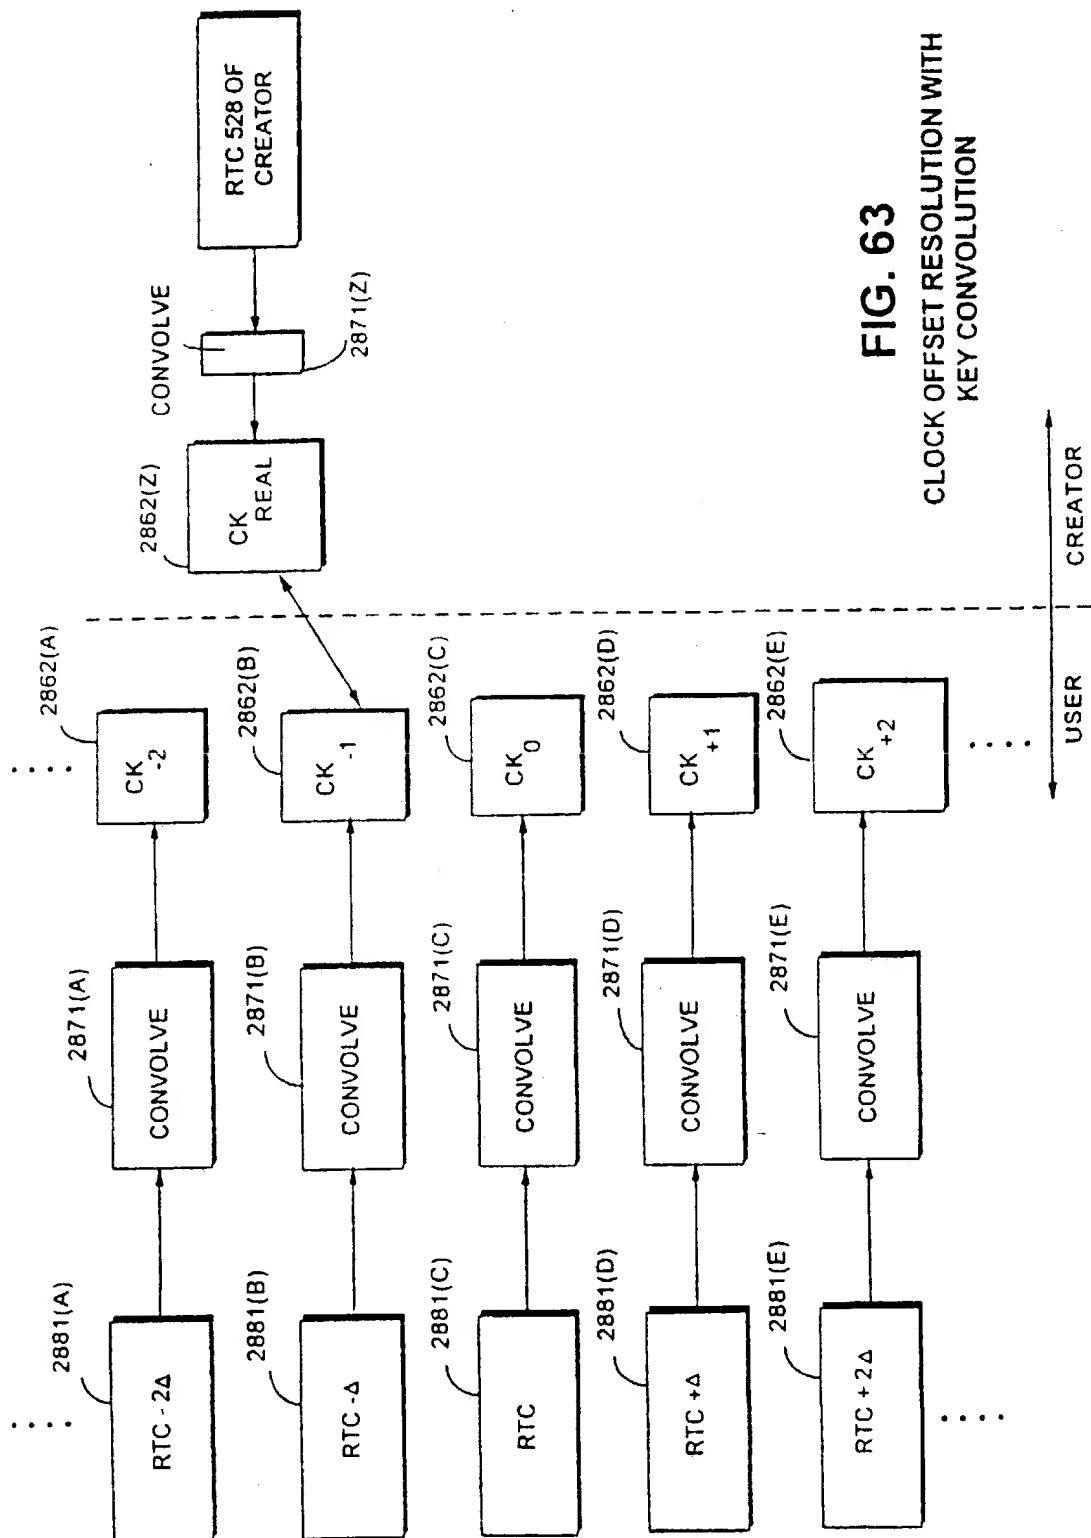 ....
....
2881(A)
RTC - 2Δ
2871(A)
CONVOLVE
2862(A)
CK -2
2881(B)
RTC -Δ
2871(B)
CONVOLVE
2862(B)
CK -1
2881(C)
RTC
2871(C)
CONVOLVE
2862(C)
CK 0
2881(D)
RTC +Δ
2871(D)
CONVOLVE
2862(D)
CK +1
2881(E)
RTC + 2Δ
2871(E)
CONVOLVE
2862(E)
CK +2
....
....
2862(Z)
CK REAL
CONVOLVE
2871(Z)
RTC 528 OF
CREATOR
USER
CREATOR
FIG. 63
CLOCK OFFSET RESOLUTION WITH
KEY CONVOLUTION